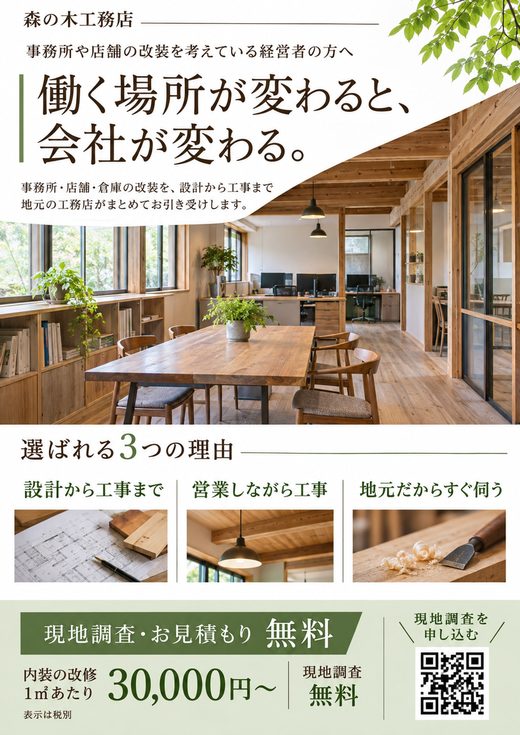 森の木工務店
事務所や店舗の改装を考えている経営者の方へ
働く場所が変わると、
会社が変わる。
事務所・店舗・倉庫の改装を、設計から工事まで
地元の工務店がまとめてお引き受けします。
選ばれる3つの理由
設計から工事まで
営業しながら工事
地元だからすぐ伺う
現地調査・お見積もり 無料
内装の改修
1㎡あたり
30,000円〜
表示は税別
現地調査
無料
現地調査を
申し込む